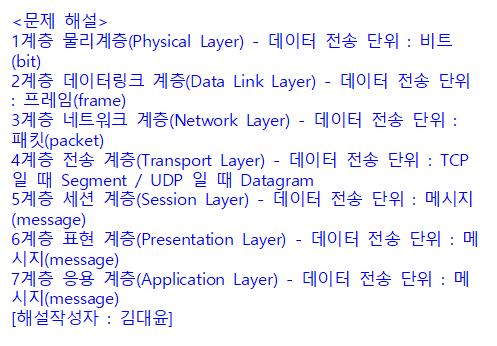 <문제 해설>
1계층 물리계층(Physical Layer) - 데이터 전송 단위 : 비트
(bit)
2계층 데이터링크 계층(Data Link Layer) - 데이터 전송 단위
: 프레임(frame)
3계층 네트워크 계층(Network Layer) - 데이터 전송 단위 :
패킷(packet)
4계층 전송 계층(Transport Layer) - 데이터 전송 단위 : TCP
일 때 Segment / UDP 일 때 Datagram
5계층 세션 계층(Session Layer) - 데이터 전송 단위 : 메시지
(message)
6계층 표현 계층(Presentation Layer) - 데이터 전송 단위 : 메
시지(message)
7계층 응용 계층(Application Layer) - 데이터 전송 단위 : 메
시지(message)
[해설작성자 : 김대윤]